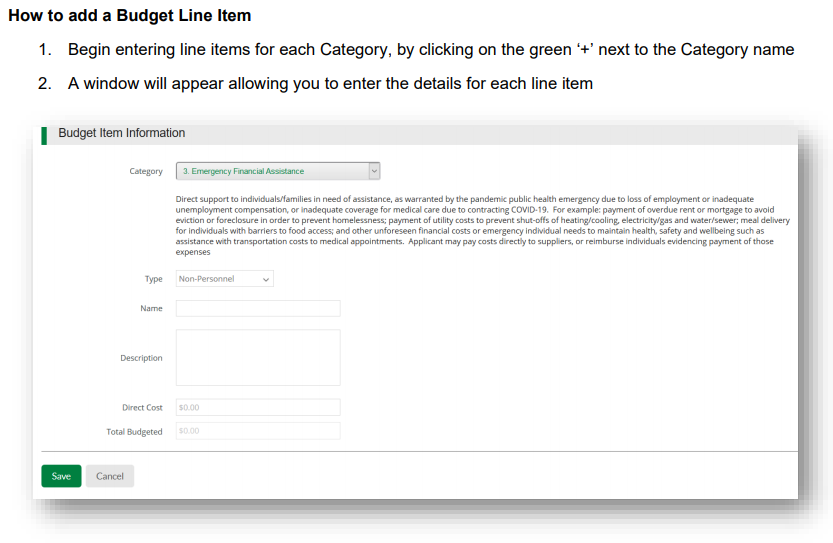 How to add a Budget Line Item
1. Begin entering line items for each Category, by clicking on the green ‘+’ next to the Category name
2. A window will appear allowing you to enter the details for each line item
Budget Item Information
Category 3. Emergency Financial Assistance
Direct support to individuals/families in need of assistance, as warranted by the pandemic public health emergency due to loss of employment or inadequate
unemployment compensation, or inadequate coverage for medical care due to contracting COVID-19. For example: payment of overdue rent or mortgage to avoid
eviction or foreclosure in order to prevent homelessness; payment of utility costs to prevent shut-offs of heating/cooling, electricity/gas and water/sewer; meal delivery
for individuals with barriers to food access; and other unforeseen financial costs or emergency individual needs to maintain health, safety and wellbeing such as
assistance with transportation costs to medical appointments. Applicant may pay costs directly to suppliers, or reimburse individuals evidencing payment of those
expenses
Type Non-Personnel
Name
Description
Direct Cost $0.00
Total Budgeted $0.00
Save Cancel